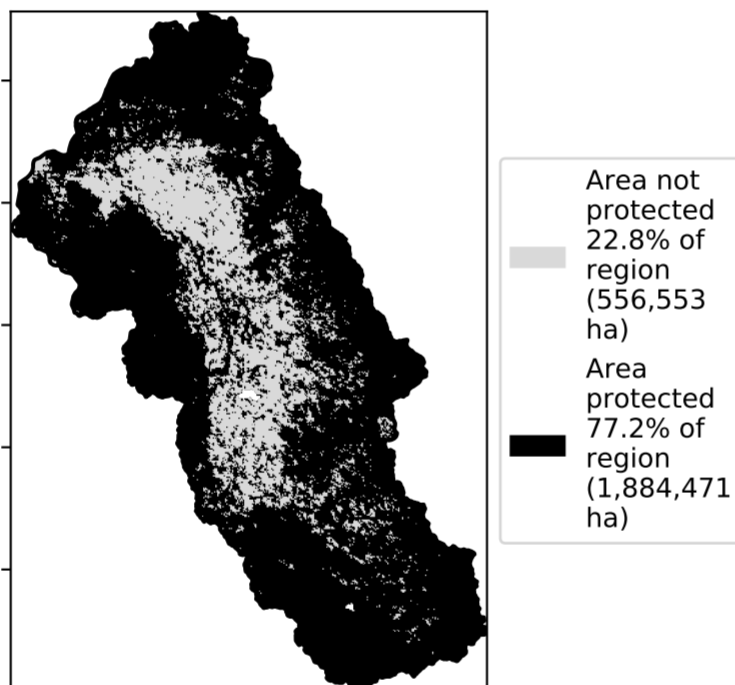 Area not
protected
22.8% of
region
(556,553
ha)
Area
protected
77.2% of
region
(1,884,471
ha)